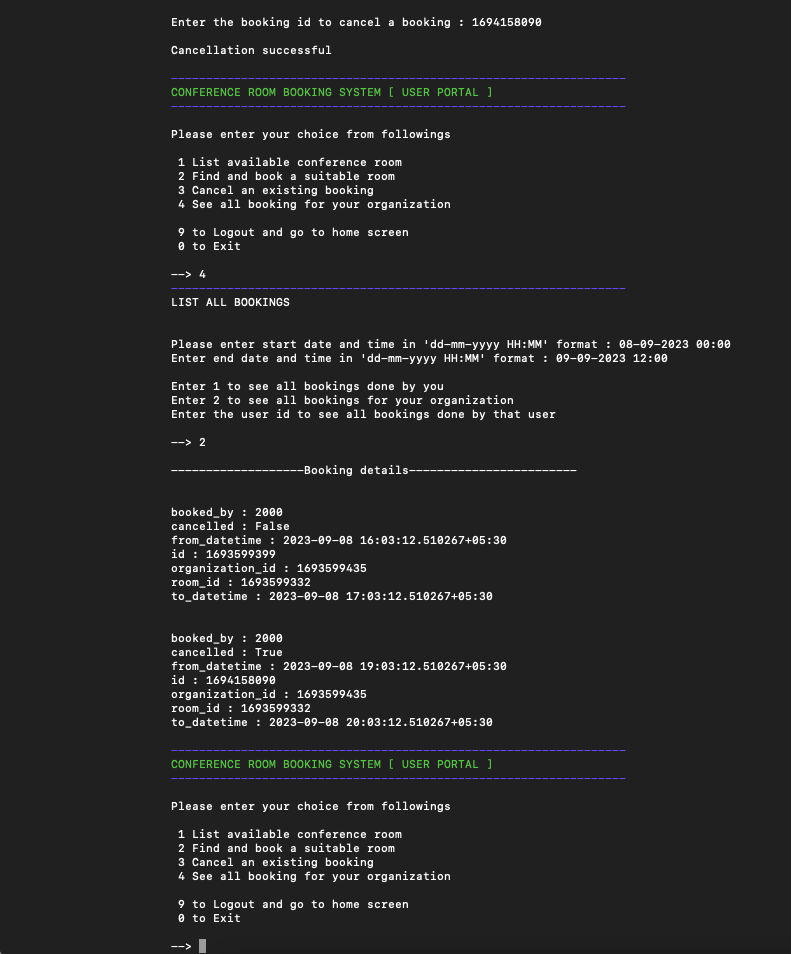 Enter the booking id to cancel a booking : 1694158090
Cancellation successful
—————————————————————————————————————————————————————————————————
CONFERENCE ROOM BOOKING SYSTEM [ USER PORTAL ]
—————————————————————————————————————————————————————————————————
Please enter your choice from followings
1 List available conference room
2 Find and book a suitable room
3 Cancel an existing booking
4 See all booking for your organization
9 to Logout and go to home screen
0 to Exit
——> 4
—————————————————————————————————————————————————————————————————
LIST ALL BOOKINGS
Please enter start date and time in 'dd-mm-yyyy HH:MM' format : 08-09-2023 00:00
Enter end date and time in 'dd-mm-yyyy HH:MM' format : 09-09-2023 12:00
Enter 1 to see all bookings done by you
Enter 2 to see all bookings for your organization
Enter the user id to see all bookings done by that user
——> 2
———————————————————Booking details————————————————————————
booked_by : 2000
cancelled : False
from_datetime : 2023-09-08 16:03:12.510267+05:30
id : 1693599399
organization_id : 1693599435
room_id : 1693599332
to_datetime : 2023-09-08 17:03:12.510267+05:30
booked_by : 2000
cancelled : True
from_datetime : 2023-09-08 19:03:12.510267+05:30
id : 1694158090
organization_id : 1693599435
room_id : 1693599332
to_datetime : 2023-09-08 20:03:12.510267+05:30
—————————————————————————————————————————————————————————————————
CONFERENCE ROOM BOOKING SYSTEM [ USER PORTAL ]
—————————————————————————————————————————————————————————————————
Please enter your choice from followings
1 List available conference room
2 Find and book a suitable room
3 Cancel an existing booking
4 See all booking for your organization
9 to Logout and go to home screen
0 to Exit
——>